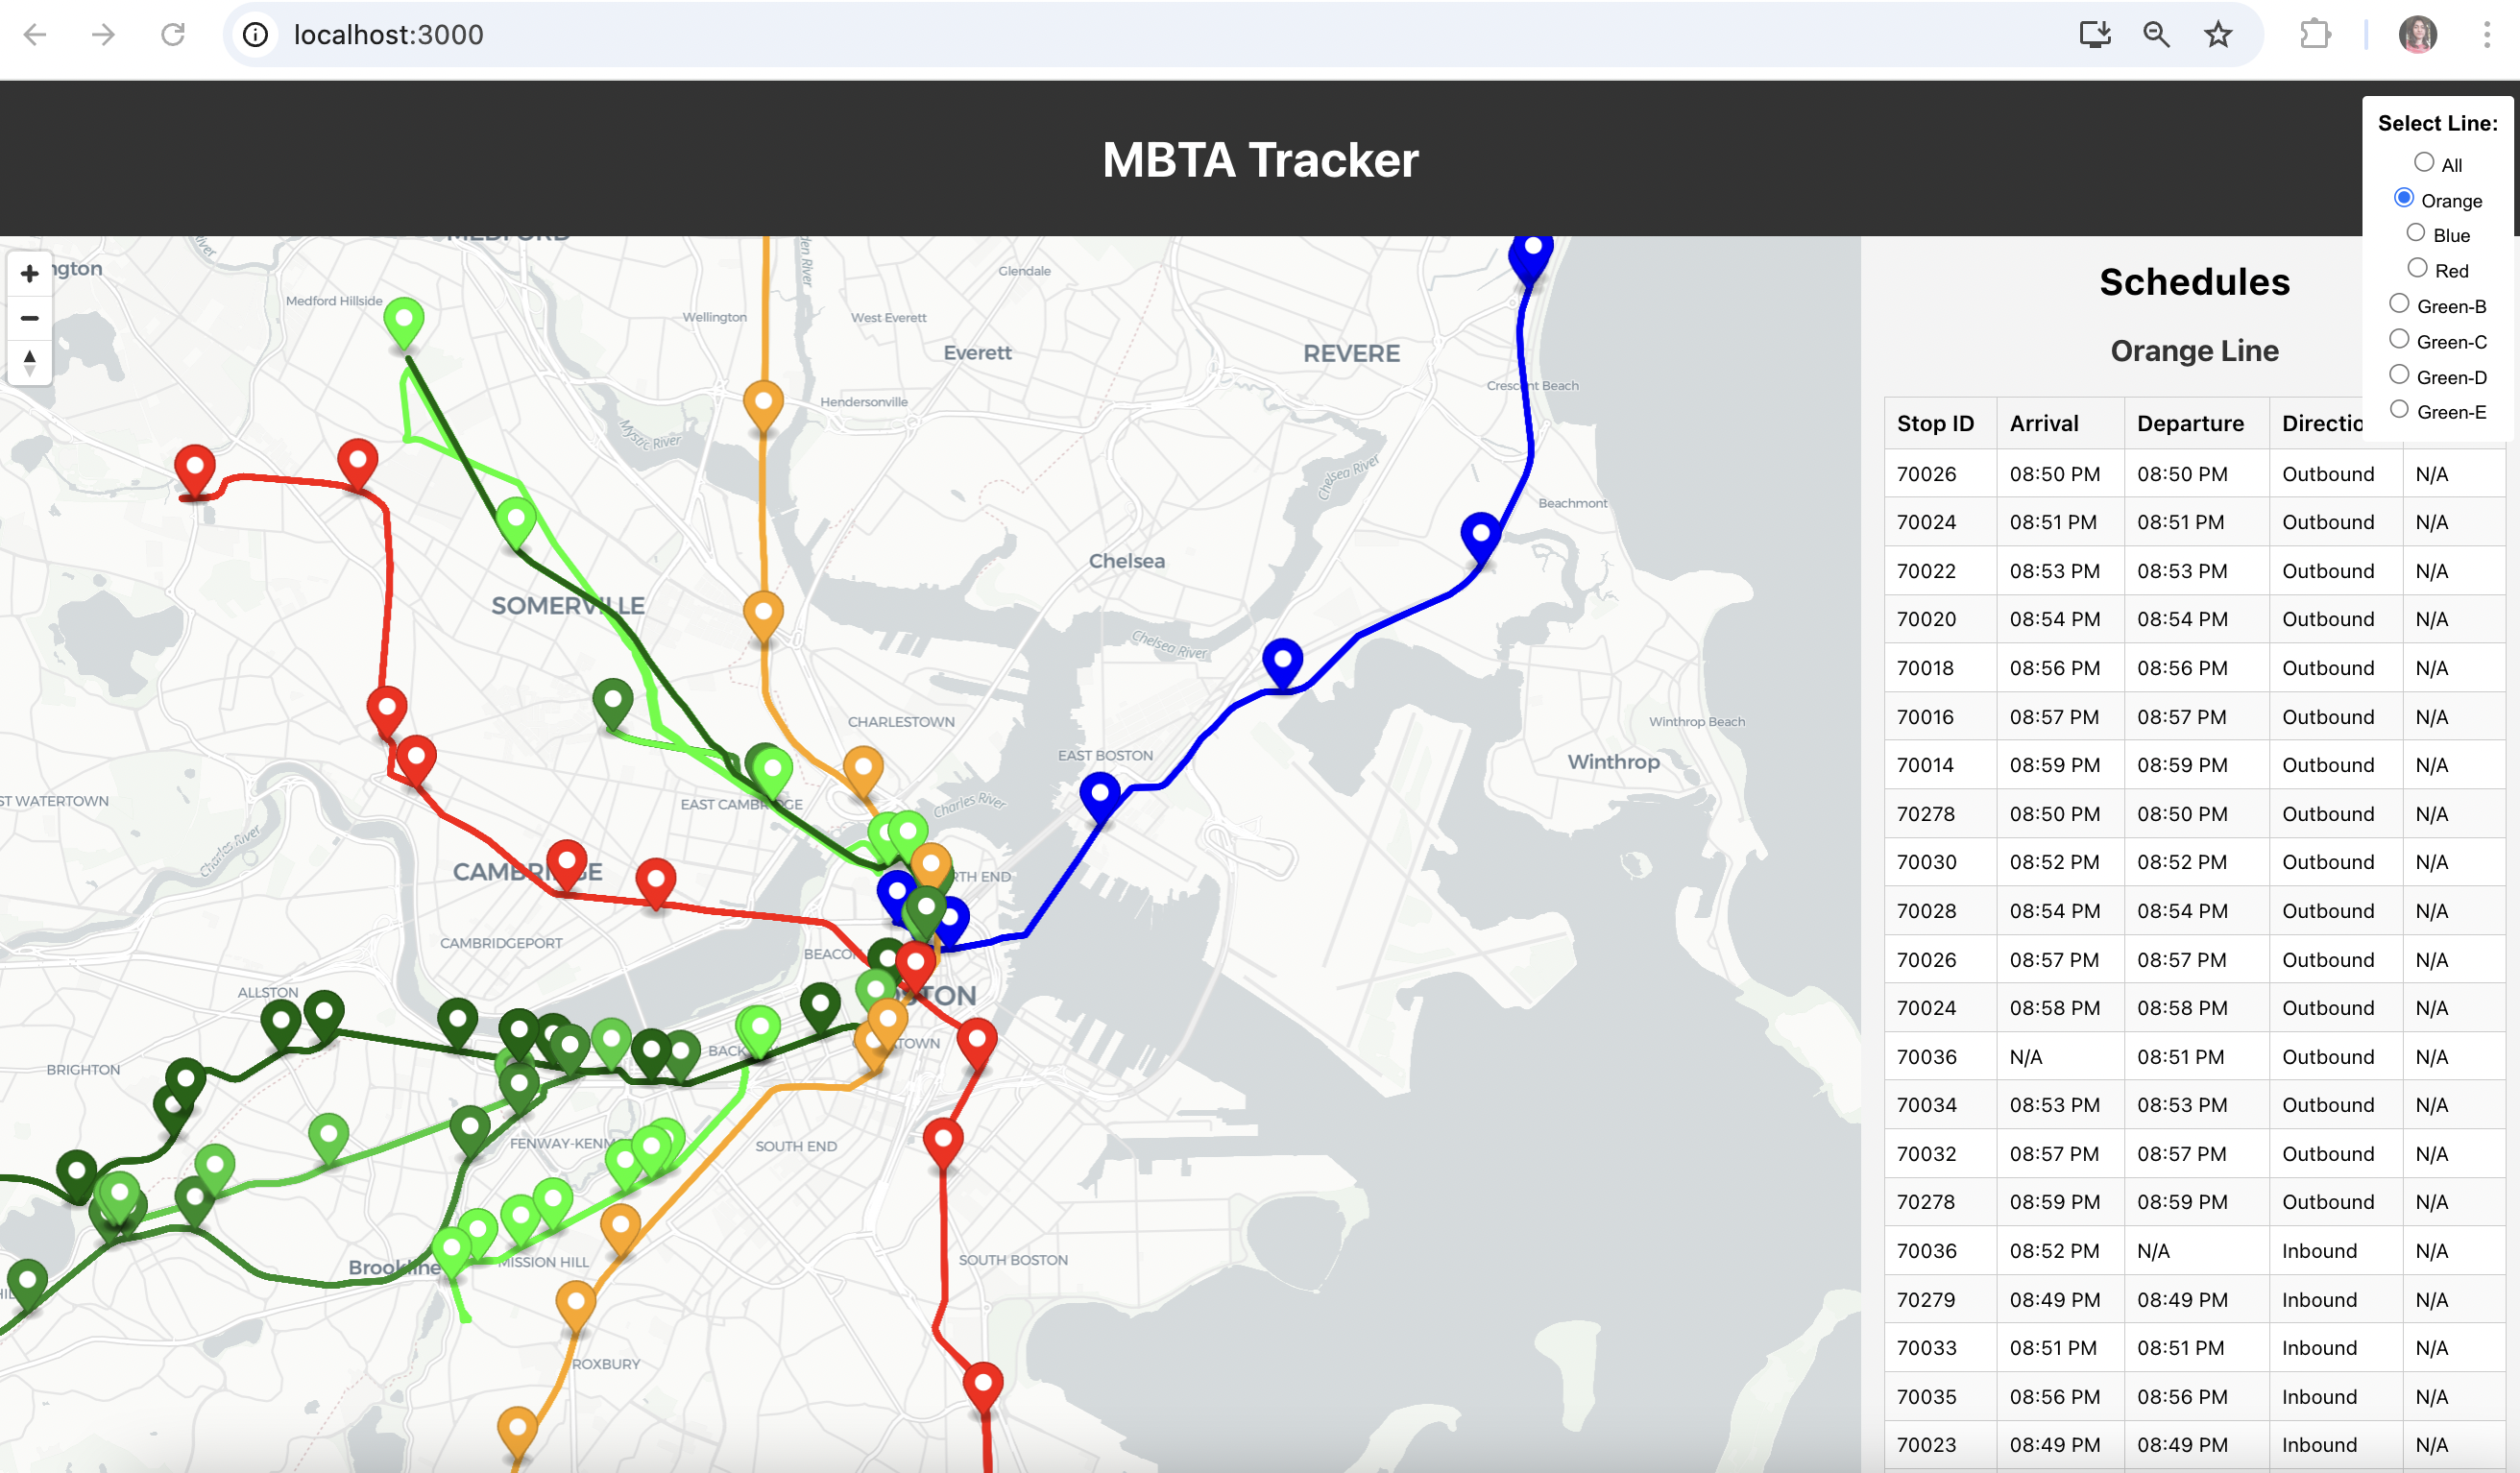 localhost:3000
MBTA Tracker
Select Line:
All
Orange
Blue
Red
Green-B
Green-C
Green-D
Green-E
+
−
MEDFORD
Medford Hillside
Wellington
West Everett
Glendale
Everett
Hendersonville
REVERE
Crescent Beach
Mystic River
Chelsea River
Beachmont
Chelsea
SOMERVILLE
Chelsea River
CHARLESTOWN
EAST BOSTON
Winthrop Beach
Winthrop
EAST CAMBRIDGE
Charles River
Charles River
CAMBRIDGE
CAMBRIDGEPORT
ALLSTON
BRIGHTON
SOUTH END
MISSION HILL
Brookline
SOUTH BOSTON
ROXBURY
Schedules
Orange Line
Stop ID Arrival Departure Directio
70026 08:50 PM 08:50 PM Outbound N/A
70024 08:51 PM 08:51 PM Outbound N/A
70022 08:53 PM 08:53 PM Outbound N/A
70020 08:54 PM 08:54 PM Outbound N/A
70018 08:56 PM 08:56 PM Outbound N/A
70016 08:57 PM 08:57 PM Outbound N/A
70014 08:59 PM 08:59 PM Outbound N/A
70278 08:50 PM 08:50 PM Outbound N/A
70030 08:52 PM 08:52 PM Outbound N/A
70028 08:54 PM 08:54 PM Outbound N/A
70026 08:57 PM 08:57 PM Outbound N/A
70024 08:58 PM 08:58 PM Outbound N/A
70036 N/A 08:51 PM Outbound N/A
70034 08:53 PM 08:53 PM Outbound N/A
70032 08:57 PM 08:57 PM Outbound N/A
70278 08:59 PM 08:59 PM Outbound N/A
70036 08:52 PM N/A Inbound N/A
70279 08:49 PM 08:49 PM Inbound N/A
70033 08:51 PM 08:51 PM Inbound N/A
70035 08:56 PM 08:56 PM Inbound N/A
70023 08:49 PM 08:49 PM Inbound N/A